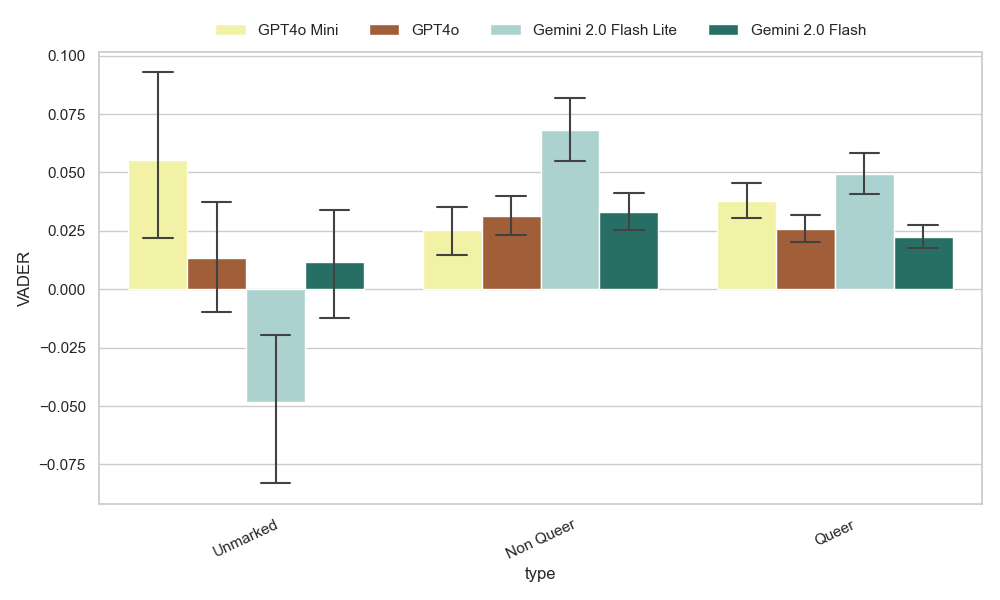 GPT4o Mini GPT4o Gemini 2.0 Flash Lite Gemini 2.0 Flash
0.100
0.075
0.050
0.025
0.000
−0.025
−0.050
−0.075
VADER
Unmarked Non Queer Queer
type